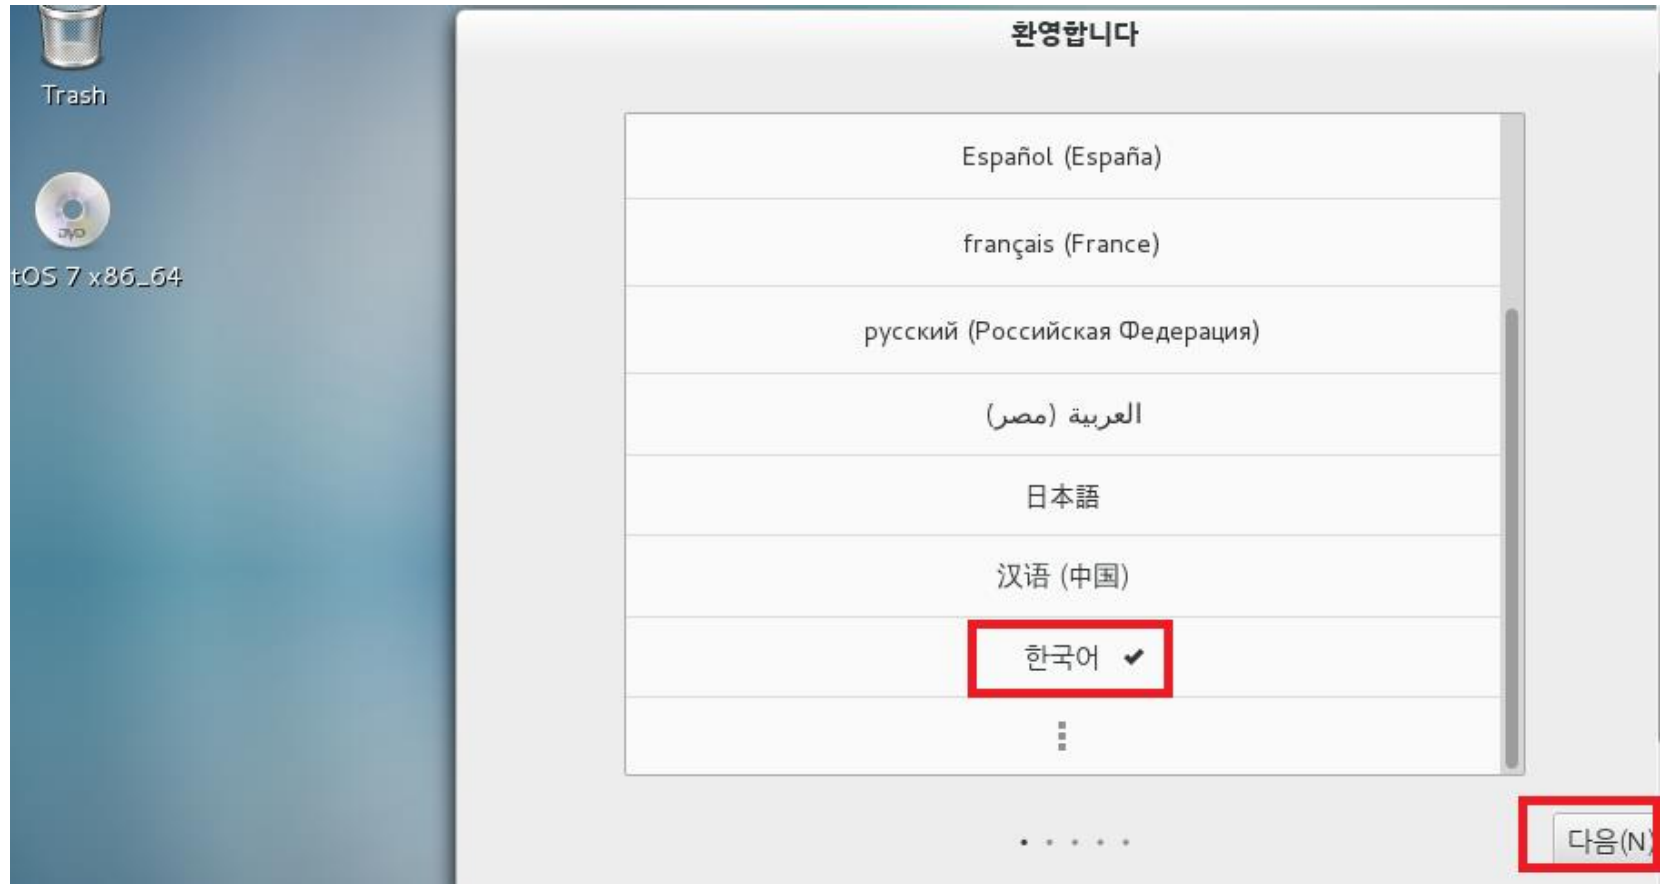 환영합니다
Trash
DVD
tOS 7 x86_64
Español (España)
français (France)
русский (Российская Федерация)
العربية (مصر)
日本語
汉语 (中国)
한국어 ✔
다음(N)